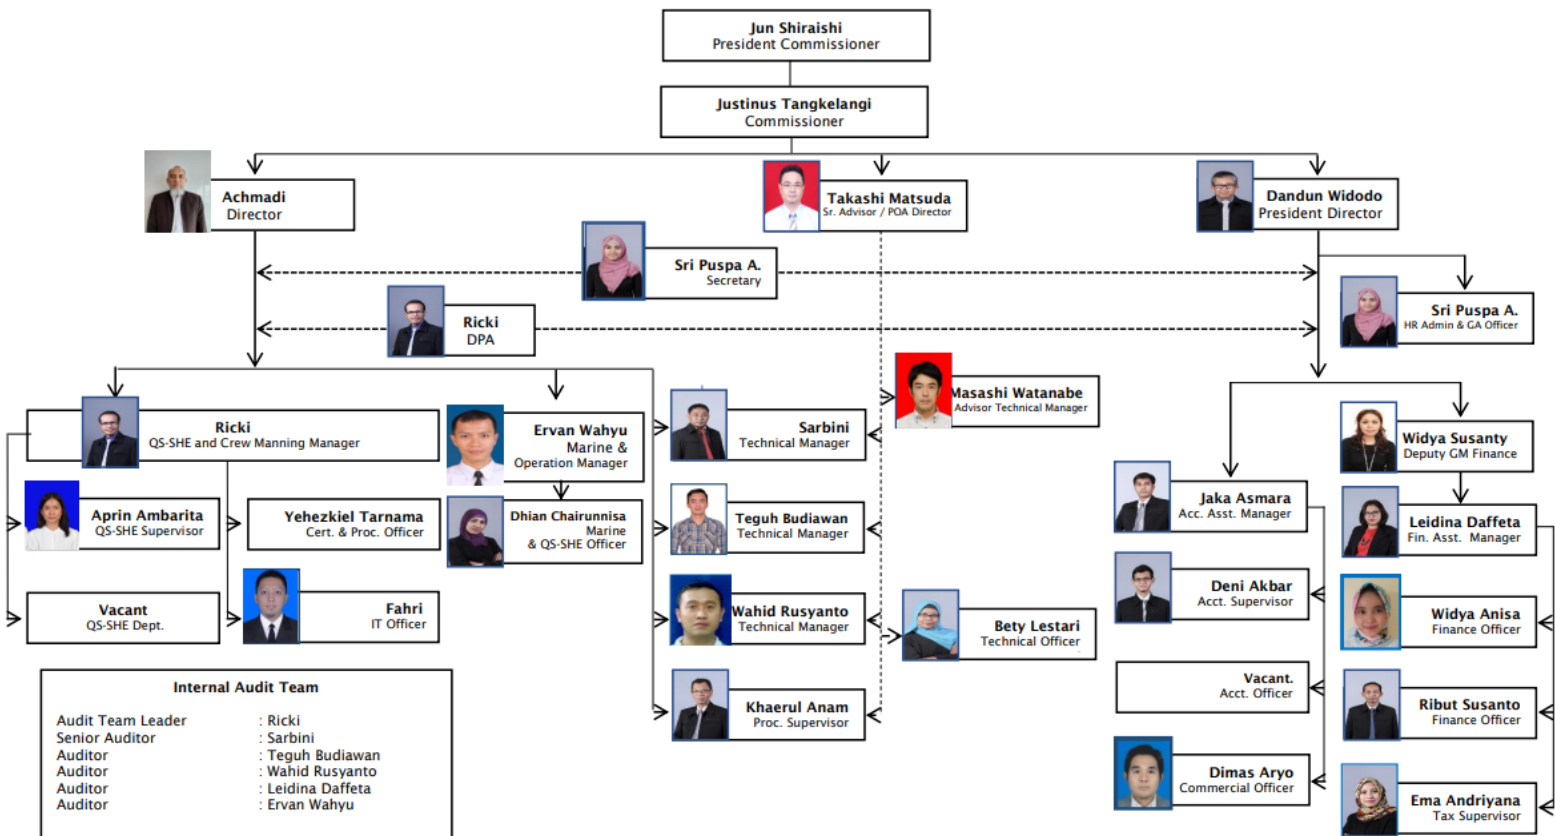 Jun Shiraishi
President Commissioner
Justinus Tangkelangi
Commissioner
Achmadi
Director
Takashi Matsuda
Sr. Advisor / POA Director
Dandun Widodo
President Director
Sri Puspa A.
Secretary
Sri Puspa A.
HR Admin & GA Officer
Ricki
DPA
Ricki
QS-SHE and Crew Manning Manager
Ervan Wahyu
Marine &
Operation Manager
Sarbini
Technical Manager
Masashi Watanabe
Advisor Technical Manager
Widya Susanty
Deputy GM Finance
Aprin Ambarita
QS-SHE Supervisor
Yehezkiel Tarnama
Cert. & Proc. Officer
Dhian Chairunnisa
Marine
& QS-SHE Officer
Teguh Budiawan
Technical Manager
Jaka Asmara
Acc. Asst. Manager
Leidina Daffeta
Fin. Asst. Manager
Vacant
QS-SHE Dept.
Fahri
IT Officer
Wahid Rusyanto
Technical Manager
Bety Lestari
Technical Officer
Deni Akbar
Acct. Supervisor
Widya Anisa
Finance Officer
Khaerul Anam
Proc. Supervisor
Vacant.
Acct. Officer
Ribut Susanto
Finance Officer
Dimas Aryo
Commercial Officer
Ema Andriyana
Tax Supervisor
Internal Audit Team
Audit Team Leader : Ricki
Senior Auditor : Sarbini
Auditor : Teguh Budiawan
Auditor : Wahid Rusyanto
Auditor : Leidina Daffeta
Auditor : Ervan Wahyu